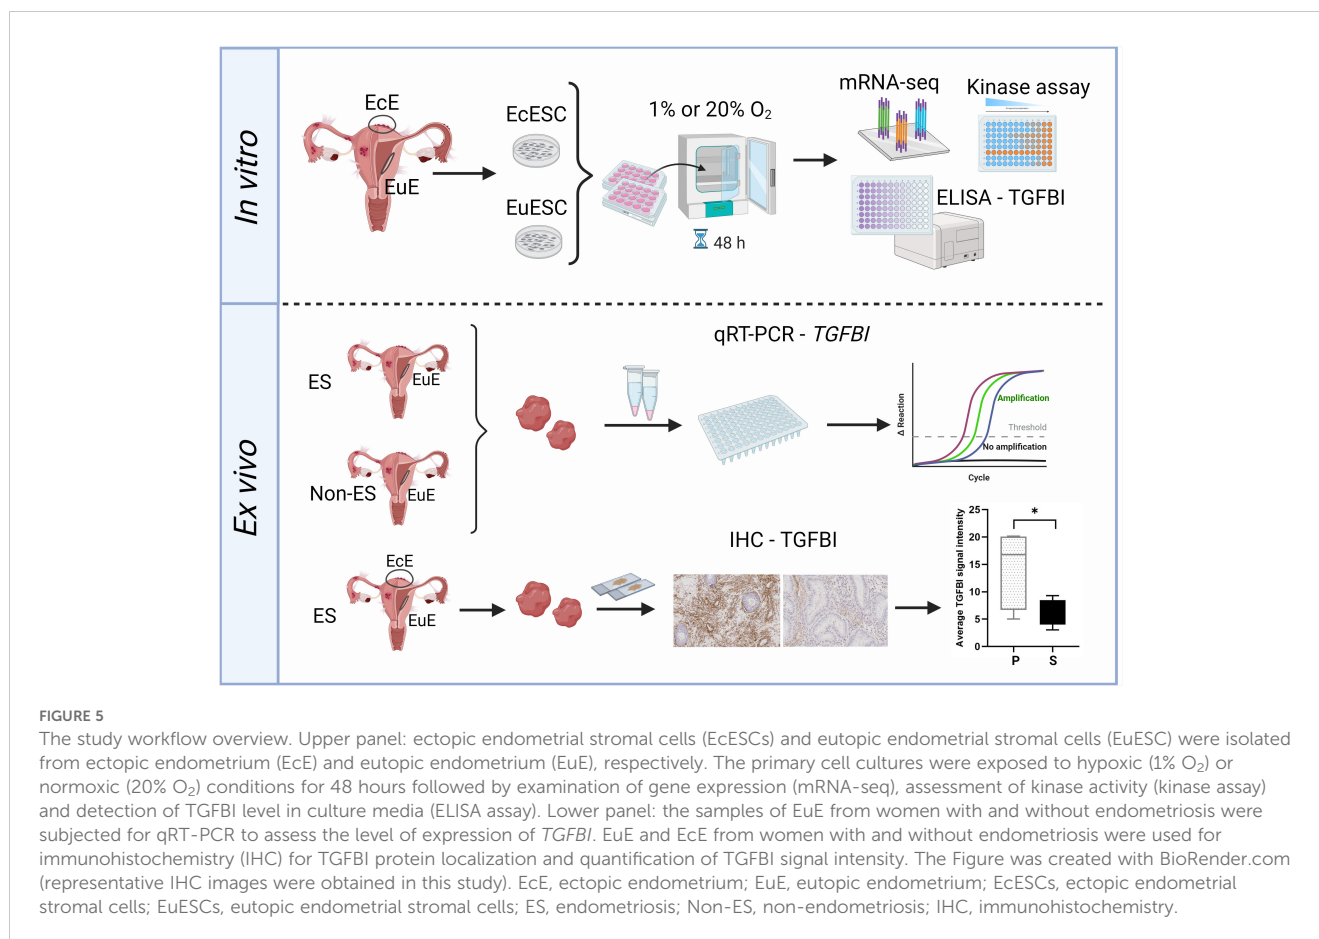 In vitro
EcE
EuE
EcESC
EuESC
1% or 20% O₂
48 h
mRNA-seq
Kinase assay
ELISA - TGFBI
Ex vivo
ES
EuE
Non-ES
EuE
qRT-PCR - TGFBI
Δ Reaction
Amplification
Threshold
No amplification
Cycle
EcE
ES
EuE
IHC - TGFBI
Average TGFBI signal intensity
25
20
15
10
5
0
*
P S
FIGURE 5
The study workflow overview. Upper panel: ectopic endometrial stromal cells (EcESCs) and eutopic endometrial stromal cells (EuESC) were isolated
from ectopic endometrium (EcE) and eutopic endometrium (EuE), respectively. The primary cell cultures were exposed to hypoxic (1% O₂) or
normoxic (20% O₂) conditions for 48 hours followed by examination of gene expression (mRNA-seq), assessment of kinase activity (kinase assay)
and detection of TGFBI level in culture media (ELISA assay). Lower panel: the samples of EuE from women with and without endometriosis were
subjected for qRT-PCR to assess the level of expression of TGFBI. EuE and EcE from women with and without endometriosis were used for
immunohistochemistry (IHC) for TGFBI protein localization and quantification of TGFBI signal intensity. The Figure was created with BioRender.com
(representative IHC images were obtained in this study). EcE, ectopic endometrium; EuE, eutopic endometrium; EcESCs, ectopic endometrial
stromal cells; EuESCs, eutopic endometrial stromal cells; ES, endometriosis; Non-ES, non-endometriosis; IHC, immunohistochemistry.